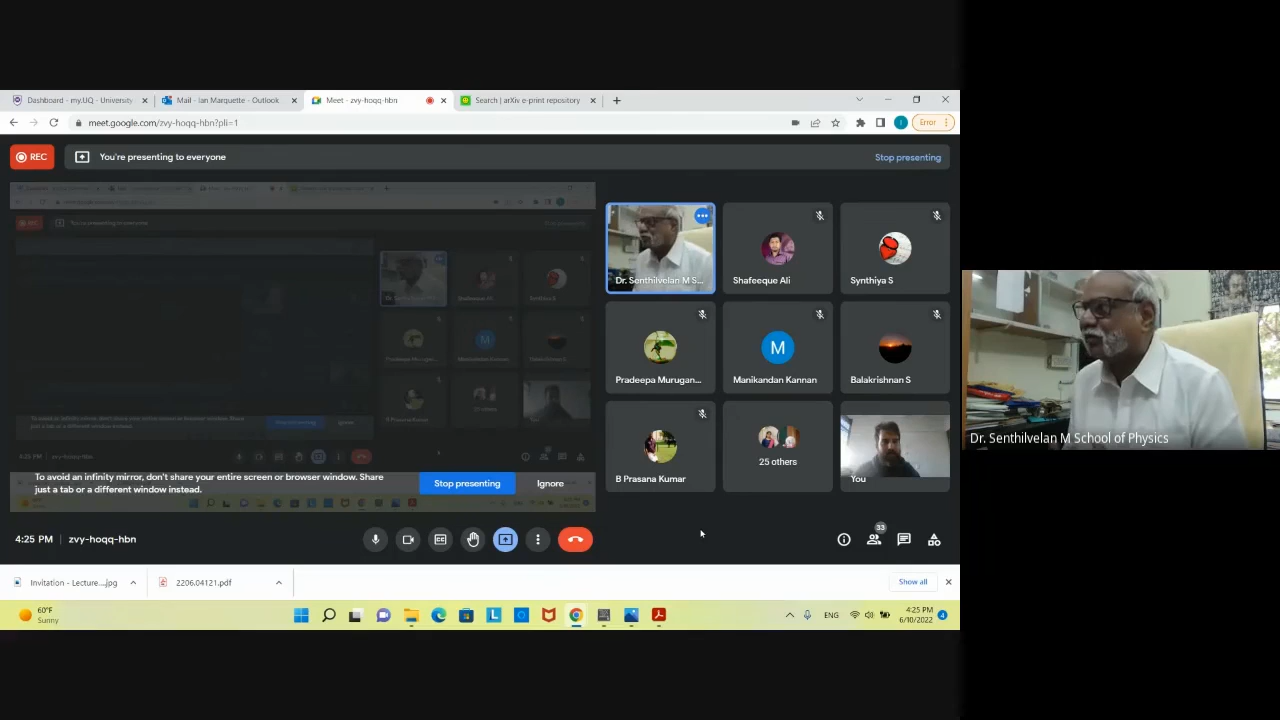 Dashboard - my.UQ - University
Mail - Ian Marquette - Outlook
Meet - zvy-hoqq-hbn
Search | arXiv e-print repository
meet.google.com/zvy-hoqq-hbn?pli=1
Error
REC
You're presenting to everyone
Stop presenting
Dr. Senthilvelan M S...
Shafeeque Ali
Synthiya S
Pradeepa Murugan...
M
Manikandan Kannan
Balakrishnan S
B Prasana Kumar
25 others
You
Dr. Senthilvelan M School of Physics
To avoid an infinity mirror, don't share your entire screen or browser window. Share
just a tab or a different window instead.
Stop presenting
Ignore
4:25 PM | zvy-hoqq-hbn
33
Invitation - Lecture....jpg
2206.04121.pdf
Show all
60°F
Sunny
ENG
4:25 PM
6/10/2022
4